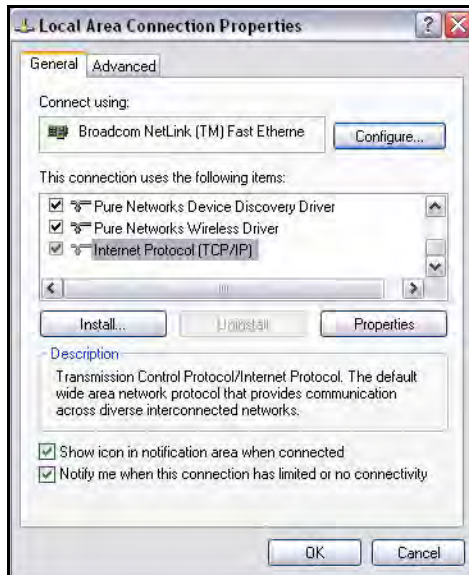 Local Area Connection Properties
General Advanced
Connect using:
Broadcom NetLink (TM) Fast Etherne
Configure...
This connection uses the following items:
Pure Networks Device Discovery Driver
Pure Networks Wireless Driver
Internet Protocol (TCP/IP)
Install... Uninstall Properties
Description
Transmission Control Protocol/Internet Protocol. The default
wide area network protocol that provides communication
across diverse interconnected networks.
Show icon in notification area when connected
Notify me when this connection has limited or no connectivity
OK Cancel